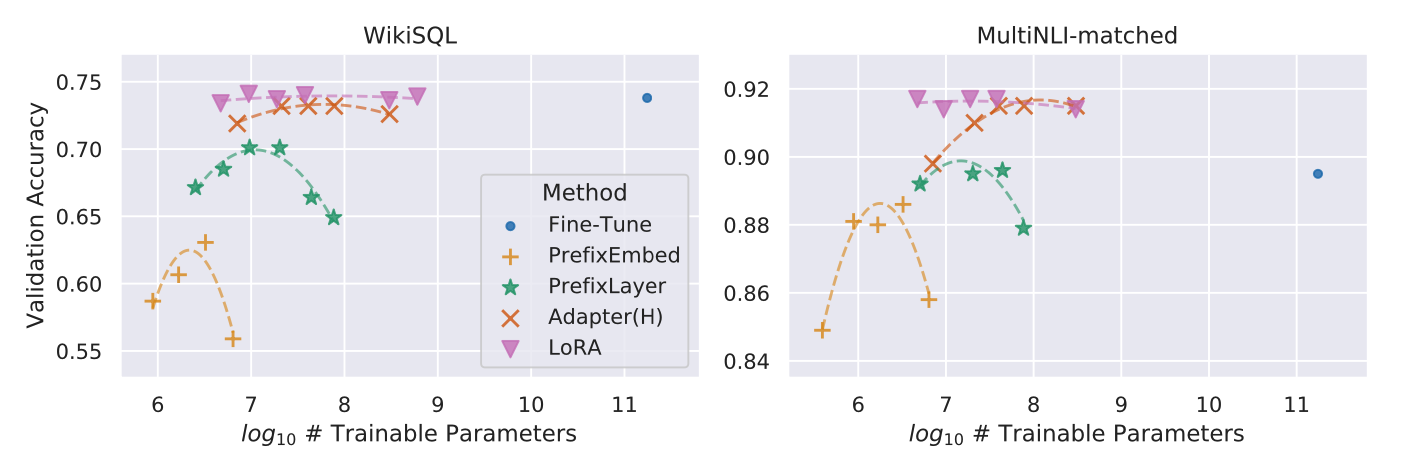 WikiSQL
Validation Accuracy
0.75
0.70
0.65
0.60
0.55
6 7 8 9 10 11
log10 # Trainable Parameters
Method
Fine-Tune
PrefixEmbed
PrefixLayer
Adapter(H)
LoRA
MultiNLI-matched
0.92
0.90
0.88
0.86
0.84
6 7 8 9 10 11
log10 # Trainable Parameters